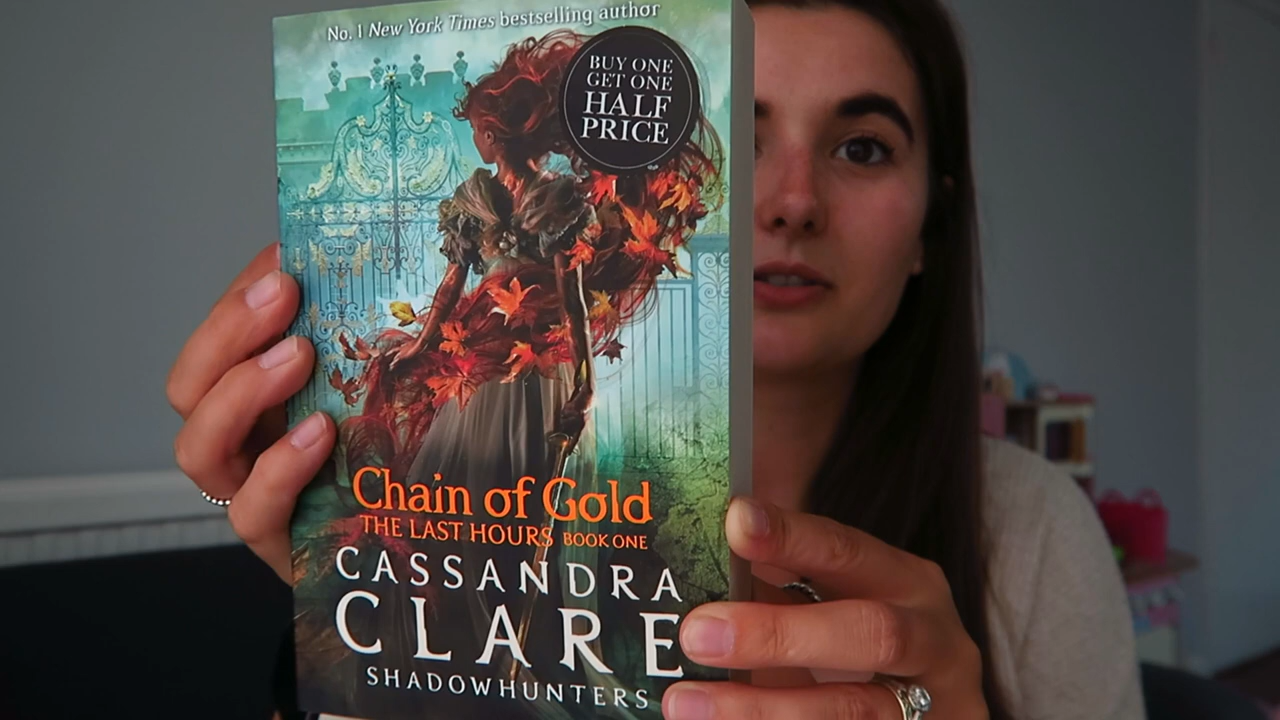 No. 1 New York Times bestselling author
BUY ONE
GET ONE
HALF
PRICE
Chain of Gold
THE LAST HOURS BOOK ONE
CASSANDRA
CLARE
SHADOWHUNTERS